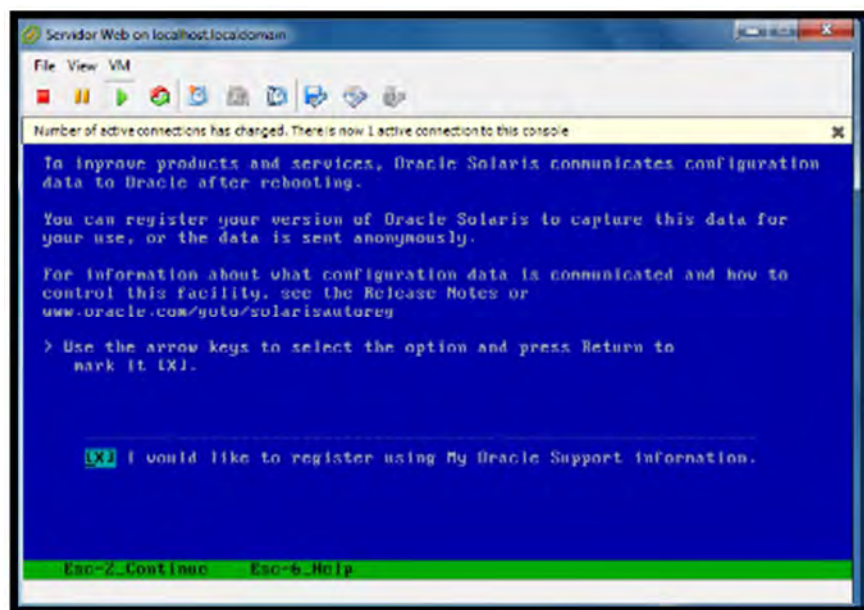 Servidor Web on localhost.localdomain
File View VM
Number of active connections has changed. There is now 1 active connection to this console
To improve products and services, Oracle Solaris communicates configuration
data to Oracle after rebooting.
You can register your version of Oracle Solaris to capture this data for
your use, or the data is sent anonymously.
For information about what configuration data is communicated and how to
control this facility, see the Release Notes or
www.oracle.com/goto/solarisautoreg
> Use the arrow keys to select the option and press Return to
mark it [X].
[X] I would like to register using My Oracle Support information.
Esc-2_Continue Esc-6_Help